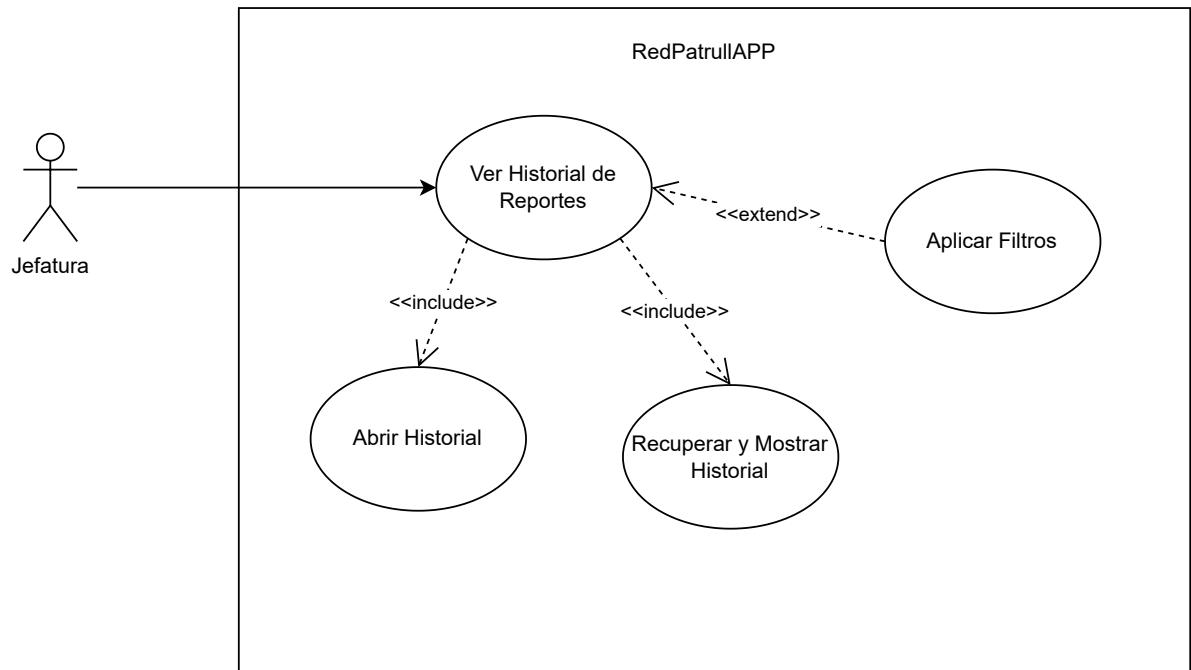 RedPatrullAPP
Ver Historial de
Reportes
<<extend>>
Aplicar Filtros
Jefatura
<<include>>
<<include>>
Abrir Historial
Recuperar y Mostrar
Historial